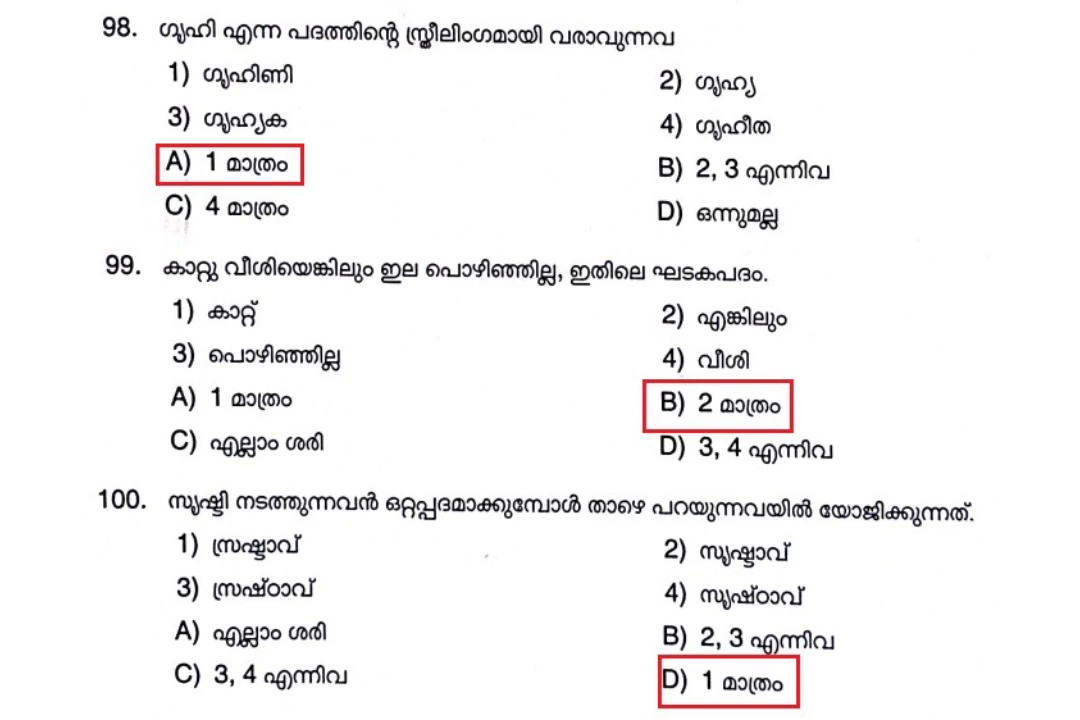 98. ഗൃഹി എന്ന പദത്തിന്റെ സ്ത്രീലിംഗമായി വരാവുന്നവ
1) ഗൃഹിണി 2) ഗൃഹ്യ
3) ഗൃഹ്യക 4) ഗൃഹീത
A) 1 മാത്രം B) 2, 3 എന്നിവ
C) 4 മാത്രം D) ഒന്നുമല്ല
99. കാറ്റു വീശിയെങ്കിലും ഇല പൊഴിഞ്ഞില്ല, ഇതിലെ ഘടകപദം.
1) കാറ്റ് 2) എങ്കിലും
3) പൊഴിഞ്ഞില്ല 4) വീശി
A) 1 മാത്രം B) 2 മാത്രം
C) എല്ലാം ശരി D) 3, 4 എന്നിവ
100. സൃഷ്ടി നടത്തുന്നവൻ ഒറ്റപ്പദമാക്കുമ്പോൾ താഴെ പറയുന്നവയിൽ യോജിക്കുന്നത്.
1) സ്രഷ്ടാവ് 2) സൃഷ്ടാവ്
3) സ്രഷ്ഠാവ് 4) സൃഷ്ഠാവ്
A) എല്ലാം ശരി B) 2, 3 എന്നിവ
C) 3, 4 എന്നിവ D) 1 മാത്രം